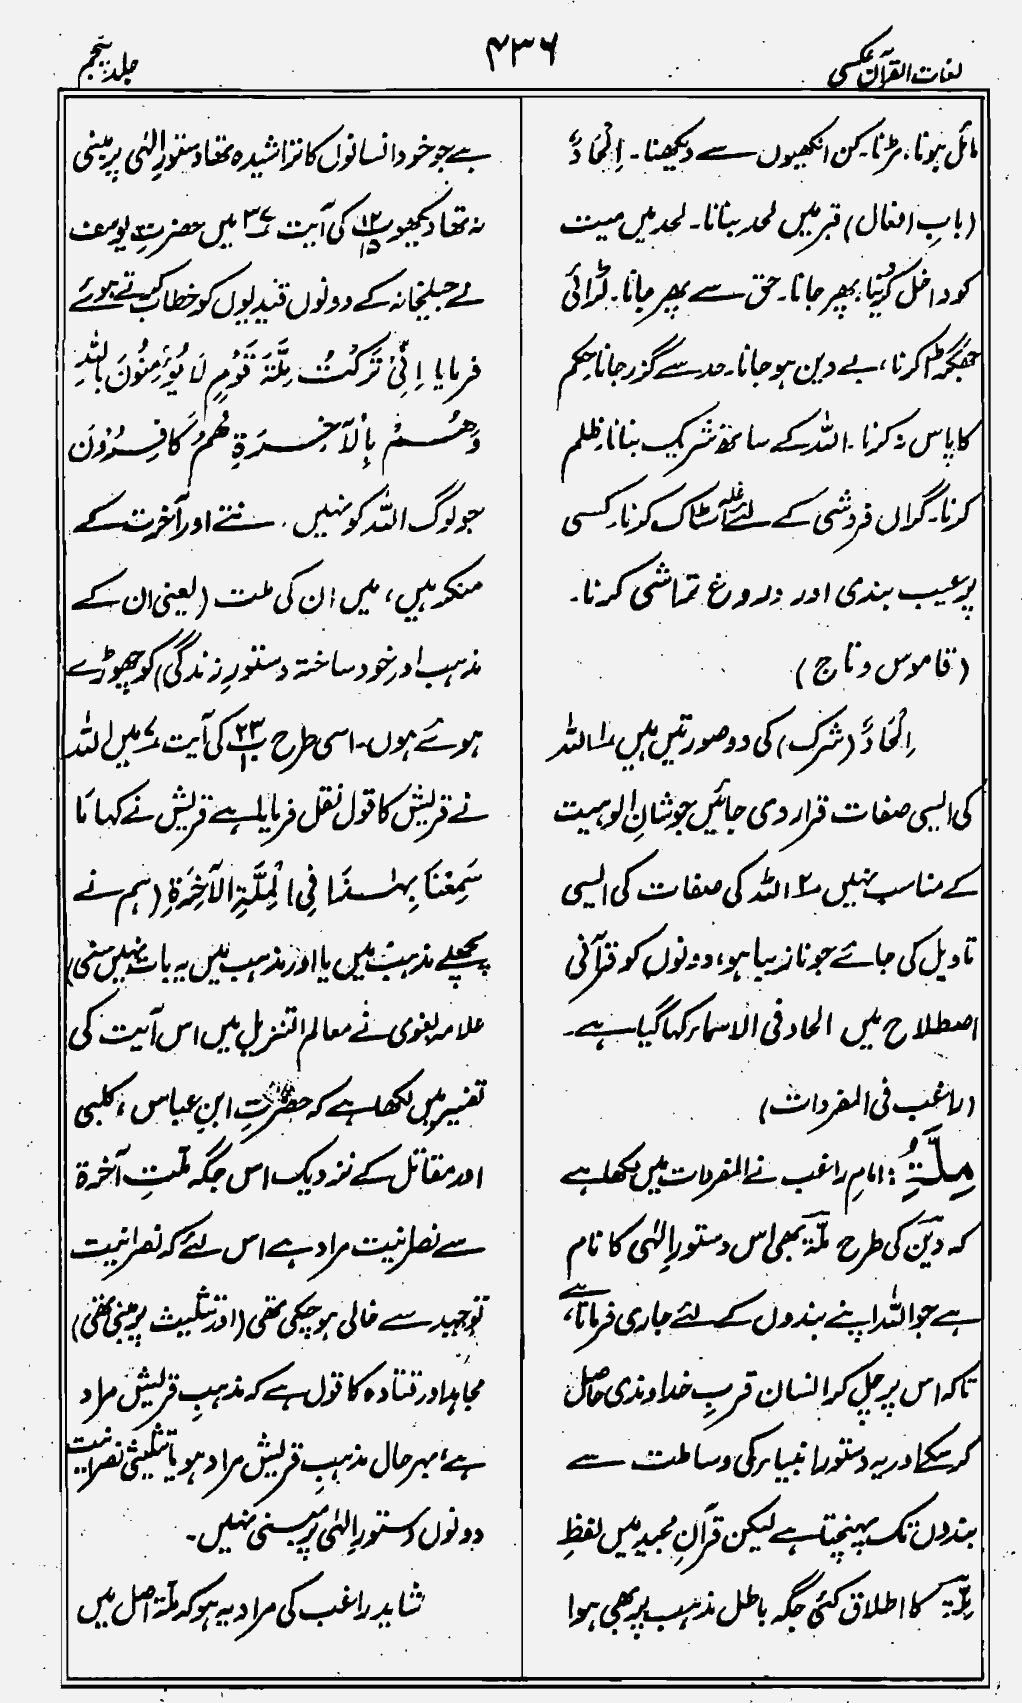 لغات القرآن عکسی
۴۳۶
جلد پنجم
مائل ہونا، مڑنا۔ کن انکھیوں سے دیکھنا۔ اِلْحَادٌ
(بابِ افعال) قبر میں لحد بنانا۔ لحد میں میت
کو داخل کرنا، پھر جانا۔ حق سے پھر جانا۔ لڑائی
جھگڑا کرنا، بے دین ہو جانا۔ حد سے گزر جانا حکم
کا پاس نہ کرنا۔ اللہ کے ساتھ شریک بنانا۔ ظلم
کرنا۔ گراں فروشی کے لئے غلہ اسٹاک کرنا۔ کسی
پر عیب بندی اور دروغ تماشی کرنا۔
(قاموس و تاج)
اِلْحَادٌ (شرک) کی دو صورتیں ہیں ۱؎ اللہ
کی ایسی صفات قرار دی جائیں جو شانِ الوہیت
کے مناسب نہیں ۲؎ اللہ کی صفات کی ایسی
تاویل کی جائے جو نازیبا ہو، دونوں کو قرآنی
اصطلاح میں الحاد فی الاسماء کہا گیا ہے۔
(راغب فی المفردات)
مِلَّةُ : امام راغب نے المفردات میں لکھا ہے
کہ دین کی طرح ملّۃ بھی اس دستورِ الٰہی کا نام
ہے جو اللہ اپنے بندوں کے لئے جاری فرماتا ہے،
تاکہ اس پر چل کر انسان قربِ خداوندی حاصل
کر سکے اور یہ دستور انبیاء کی وساطت سے
بندوں تک پہنچتا ہے لیکن قرآنِ مجید میں لفظِ
مِلَّۃ کا اطلاق کئی جگہ باطل مذہب پر بھی ہوا
ہے جو خود انسانوں کا تراشیدہ تھا دستورِ الٰہی پر مبنی
نہ تھا دیکھو پ ۱۲ ۱۵ کی آیت ۳۷ میں حضرتِ یوسف
نے جیلخانہ کے دونوں قیدیوں کو خطاب کرتے ہوئے
فرمایا اِنِّیْ تَرَکْتُ مِلَّۃَ قَوْمٍ لَا یُؤْمِنُوْنَ بِاللہِ
وَھُمْ بِالْاٰخِرَۃِ ھُمْ کَافِرُوْنَ
جو لوگ اللہ کو نہیں مانتے اور آخرت کے
منکر ہیں، میں ان کی ملت (یعنی ان کے
مذہب اور خود ساختہ دستورِ زندگی) کو چھوڑے
ہوئے ہوں۔ اسی طرح پ ۲۳ ۱ کی آیت ۷ میں اللہ
نے قریش کا قول نقل فرمایا ہے قریش نے کہا مَا
سَمِعْنَا بِہٰذَا فِی الْمِلَّۃِ الْاٰخِرَۃِ (ہم نے
پچھلے مذہب میں یا اور مذہب میں یہ بات نہیں سنی)
علامہ بغوی نے معالم التنزیل میں اس آیت کی
تفسیر میں لکھا ہے کہ حضرتِ ابنِ عباس، کلبی
اور مقاتل کے نزدیک اس جگہ ملّتِ آخرۃ
سے نصرانیت مراد ہے اس لئے کہ نصرانیت
توحید سے خالی ہو چکی تھی (اور تثلیث پر مبنی تھی)
مجاہد اور قتادہ کا قول ہے کہ مذہبِ قریش مراد
ہے، بہر حال مذہبِ قریش مراد ہو یا تثلیثی نصرانیت
دونوں دستورِ الٰہی پر مبنی نہیں۔
شاید راغب کی مراد یہ ہو کہ ملّۃ اصل میں